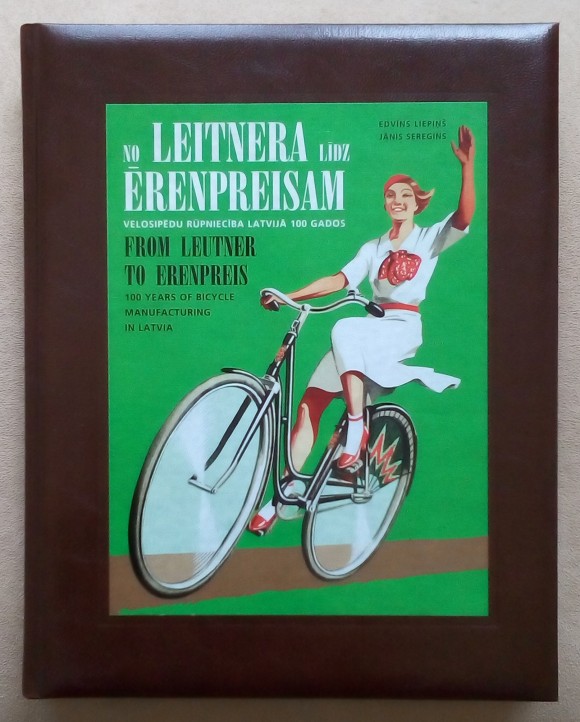 NO LEITNERA LĪDZ
ĒRENPREISAM
VELOSIPĒDU RŪPNIECĪBA LATVIJĀ 100 GADOS
FROM LEUTNER
TO ERENPREIS
100 YEARS OF BICYCLE
MANUFACTURING
IN LATVIA
EDVĪNS LIEPIŅŠ
JĀNIS SEREGINS